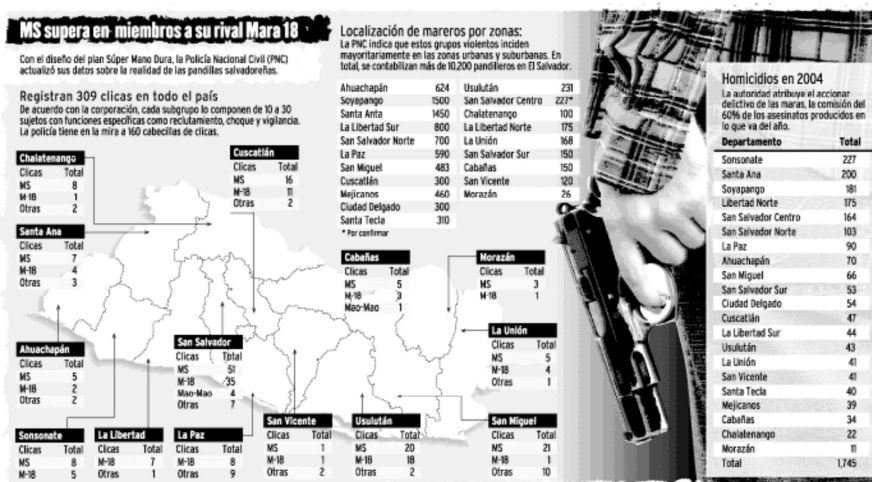 MS supera en miembros a su rival Mara 18
Con el diseño del plan Súper Mano Dura, la Policía Nacional Civil (PNC)
actualizó sus datos sobre la realidad de las pandillas salvadoreñas.
Registran 309 clicas en todo el país
De acuerdo con la corporación, cada subgrupo lo componen de 10 a 30
sujetos con funciones específicas como reclutamiento, choque y vigilancia.
La policía tiene en la mira a 160 cabecillas de clicas.
Chalatenango
Clicas Total
MS 8
M-18 1
Otras 2
Cuscatlán
Clicas Total
MS 16
M-18 11
Otras 2
Santa Ana
Clicas Total
MS 7
M-18 4
Otras 3
Ahuachapán
Clicas Total
MS 5
M-18 2
Otras 2
San Salvador
Clicas Total
MS 51
M-18 35
Mao-Mao 4
Otras 7
Sonsonate
Clicas Total
MS 8
M-18 5
La Libertad
Clicas Total
M-18 7
Otras 1
La Paz
Clicas Total
M-18 8
Otras 9
San Vicente
Clicas Total
MS 1
M-18 1
Otras 2
Usulután
Clicas Total
MS 20
M-18 18
Otras 2
San Miguel
Clicas Total
MS 21
M-18 1
Otras 10
Cabañas
Clicas Total
MS 5
M-18 3
Mao-Mao 1
Morazán
Clicas Total
MS 3
M-18 1
La Unión
Clicas Total
MS 5
M-18 4
Otras 1
Localización de mareros por zonas:
La PNC indica que estos grupos violentos inciden
mayoritariamente en las zonas urbanas y suburbanas. En
total, se contabilizan más de 10,200 pandilleros en El Salvador.
Ahuachapán 624
Soyapango 1500
Santa Anta 1450
La Libertad Sur 800
San Salvador Norte 700
La Paz 590
San Miguel 483
Cuscatlán 300
Mejicanos 460
Ciudad Delgado 300
Santa Tecla 310
* Por confirmar
Usulután 231
San Salvador Centro 227*
Chalatenango 100
La Libertad Norte 175
La Unión 168
San Salvador Sur 150
Cabañas 150
San Vicente 120
Morazán 26
Homicidios en 2004
La autoridad atribuye el accionar
delictivo de las maras, la comisión del
60% de los asesinatos producidos en
lo que va del año.
Departamento Total
Sonsonate 227
Santa Ana 200
Soyapango 181
Libertad Norte 175
San Salvador Centro 164
San Salvador Norte 103
La Paz 90
Ahuachapán 70
San Miguel 66
San Salvador Sur 53
Ciudad Delgado 54
Cuscatlán 47
La Libertad Sur 44
Usulután 43
La Unión 41
San Vicente 41
Santa Tecla 40
Mejicanos 39
Cabañas 34
Chalatenango 22
Morazán 11
Total 1,745